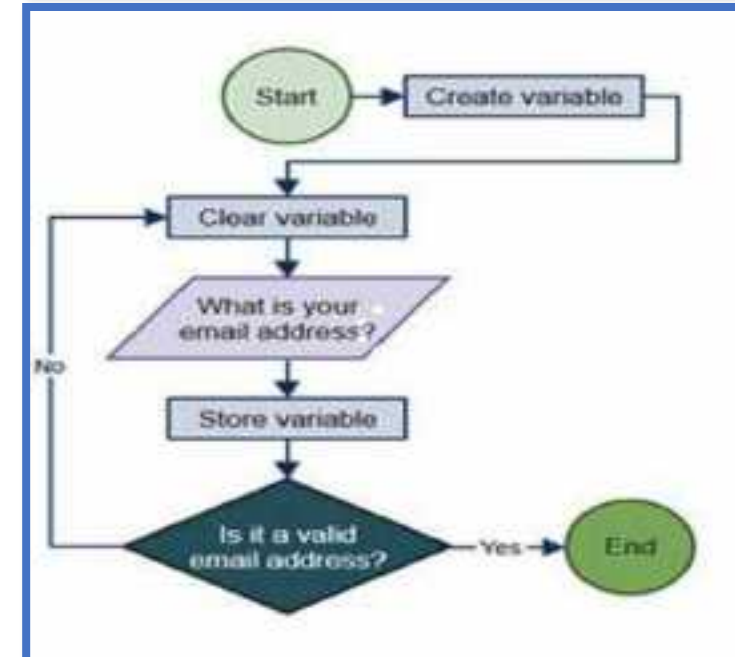 Start
Create variable
Clear variable
What is your
email address?
Store variable
No
Is it a valid
email address?
Yes
End